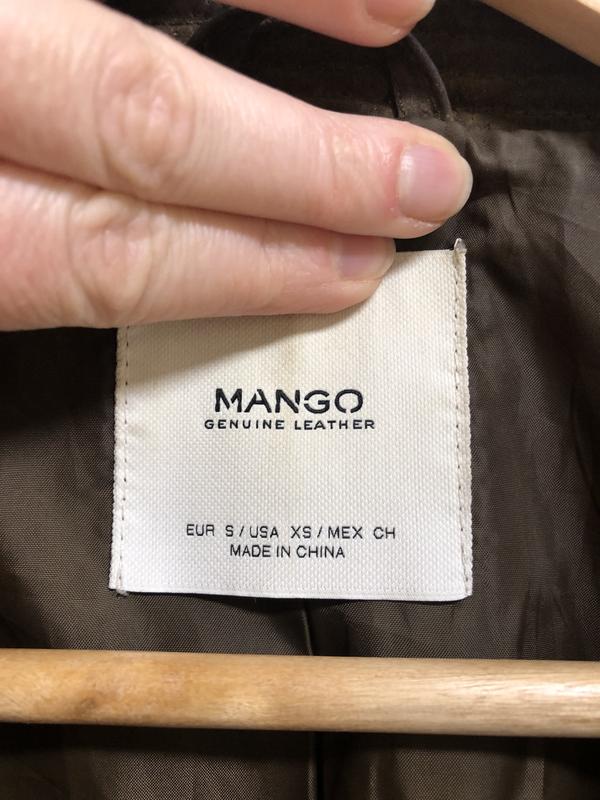 MANGO
GENUINE LEATHER
EUR S / USA XS / MEX CH
MADE IN CHINA